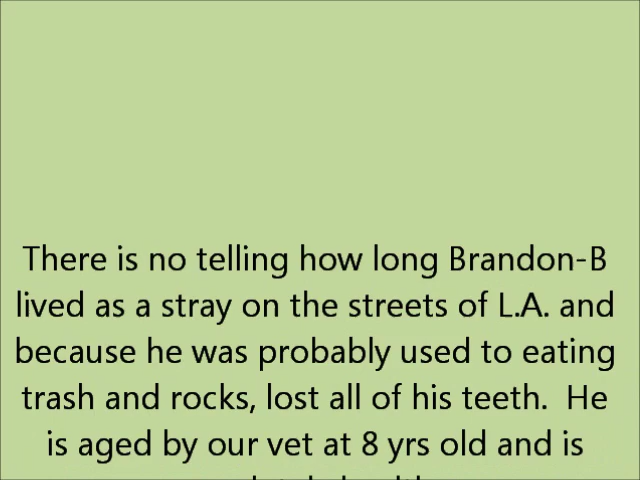 There is no telling how long Brandon-B
lived as a stray on the streets of L.A. and
because he was probably used to eating
trash and rocks, lost all of his teeth.  He
is aged by our vet at 8 yrs old and is